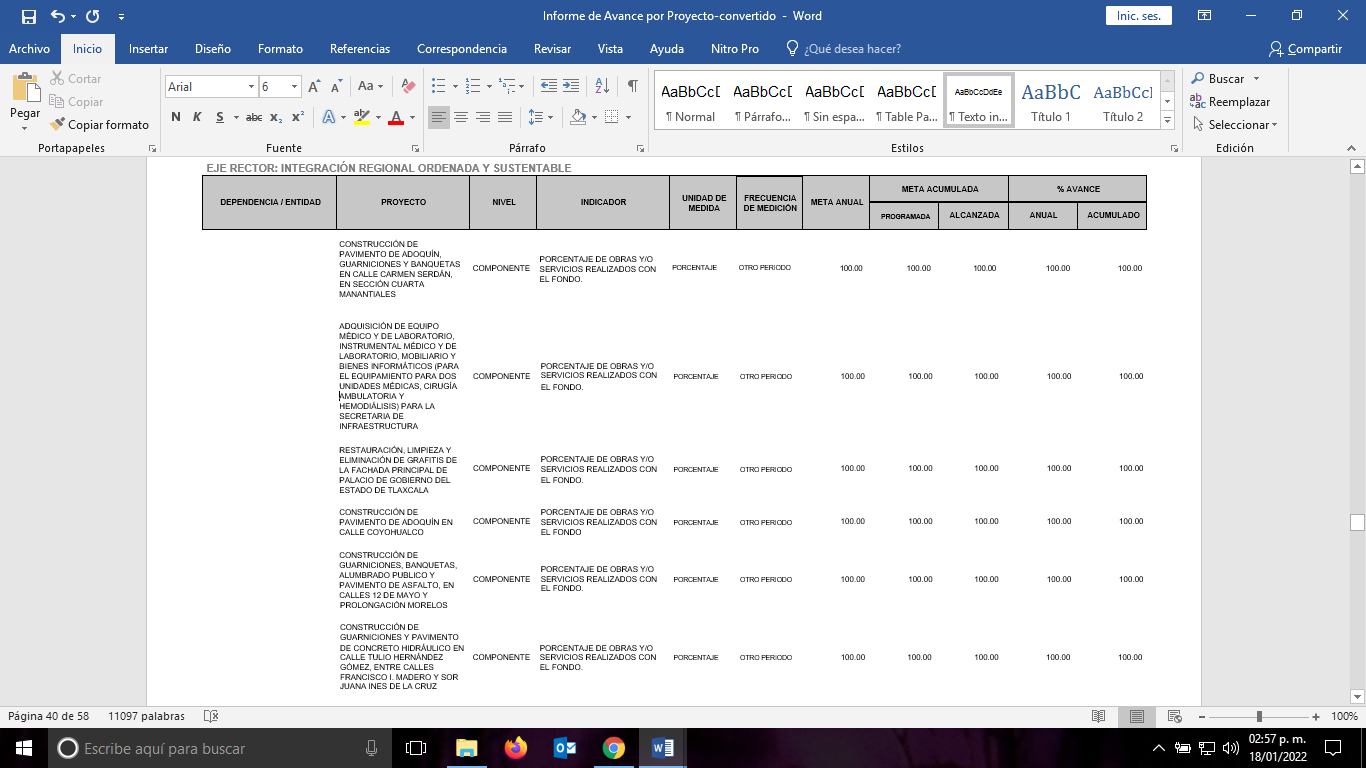 Informe de Avance por Proyecto-convertido - Word
Inic. ses.
Archivo Inicio Insertar Diseño Formato Referencias Correspondencia Revisar Vista Ayuda Nitro Pro ¿Qué desea hacer? Compartir
Pegar
Cortar
Copiar
Copiar formato
Portapapeles
Arial 6
N K S abc x₂ x²
Fuente
Párrafo
AaBbCcD AaBbCcD AaBbCcD AaBbCcD AaBbCcDdEe AaBbC AaBbCcI
¶ Normal ¶ Párrafo... ¶ Sin espa... ¶ Table Pa... ¶ Texto in... Título 1 Título 2
Estilos
Buscar
Reemplazar
Seleccionar
Edición
EJE RECTOR: INTEGRACIÓN REGIONAL ORDENADA Y SUSTENTABLE
DEPENDENCIA / ENTIDAD
PROYECTO
NIVEL
INDICADOR
UNIDAD DE
MEDIDA
FRECUENCIA
DE MEDICIÓN
META ANUAL
META ACUMULADA
PROGRAMADA
ALCANZADA
% AVANCE
ANUAL
ACUMULADO
CONSTRUCCIÓN DE
PAVIMENTO DE ADOQUÍN,
GUARNICIONES Y BANQUETAS
EN CALLE CARMEN SERDÁN,
EN SECCIÓN CUARTA
MANANTIALES
COMPONENTE
PORCENTAJE DE OBRAS Y/O
SERVICIOS REALIZADOS CON
EL FONDO.
PORCENTAJE
OTRO PERIODO
100.00 100.00 100.00 100.00 100.00
ADQUISICIÓN DE EQUIPO
MÉDICO Y DE LABORATORIO,
INSTRUMENTAL MÉDICO Y DE
LABORATORIO, MOBILIARIO Y
BIENES INFORMÁTICOS (PARA
EL EQUIPAMIENTO PARA DOS
UNIDADES MÉDICAS, CIRUGÍA
AMBULATORIA Y
HEMODIÁLISIS) PARA LA
SECRETARIA DE
INFRAESTRUCTURA
COMPONENTE
PORCENTAJE DE OBRAS Y/O
SERVICIOS REALIZADOS CON
EL FONDO.
PORCENTAJE
OTRO PERIODO
100.00 100.00 100.00 100.00 100.00
RESTAURACIÓN, LIMPIEZA Y
ELIMINACIÓN DE GRAFITIS DE
LA FACHADA PRINCIPAL DE
PALACIO DE GOBIERNO DEL
ESTADO DE TLAXCALA
COMPONENTE
PORCENTAJE DE OBRAS Y/O
SERVICIOS REALIZADOS CON
EL FONDO.
PORCENTAJE
OTRO PERIODO
100.00 100.00 100.00 100.00 100.00
CONSTRUCCIÓN DE
PAVIMENTO DE ADOQUÍN EN
CALLE COYOHUALCO
COMPONENTE
PORCENTAJE DE OBRAS Y/O
SERVICIOS REALIZADOS CON
EL FONDO
PORCENTAJE
OTRO PERIODO
100.00 100.00 100.00 100.00 100.00
CONSTRUCCIÓN DE
GUARNICIONES, BANQUETAS,
ALUMBRADO PUBLICO Y
PAVIMENTO DE ASFALTO, EN
CALLES 12 DE MAYO Y
PROLONGACIÓN MORELOS
COMPONENTE
PORCENTAJE DE OBRAS Y/O
SERVICIOS REALIZADOS CON
EL FONDO.
PORCENTAJE
OTRO PERIODO
100.00 100.00 100.00 100.00 100.00
CONSTRUCCIÓN DE
GUARNICIONES Y PAVIMENTO
DE CONCRETO HIDRÁULICO EN
CALLE TULIO HERNÁNDEZ
GÓMEZ, ENTRE CALLES
FRANCISCO I. MADERO Y SOR
JUANA INES DE LA CRUZ
COMPONENTE
PORCENTAJE DE OBRAS Y/O
SERVICIOS REALIZADOS CON
EL FONDO.
PORCENTAJE
OTRO PERIODO
100.00 100.00 100.00 100.00 100.00
Página 40 de 58 11097 palabras
100%
Escribe aquí para buscar
02:57 p. m.
18/01/2022